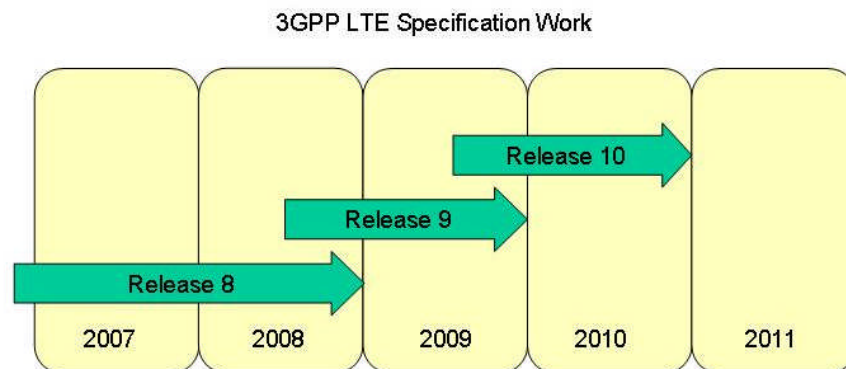 3GPP LTE Specification Work
Release 10
Release 9
Release 8
2007 2008 2009 2010 2011